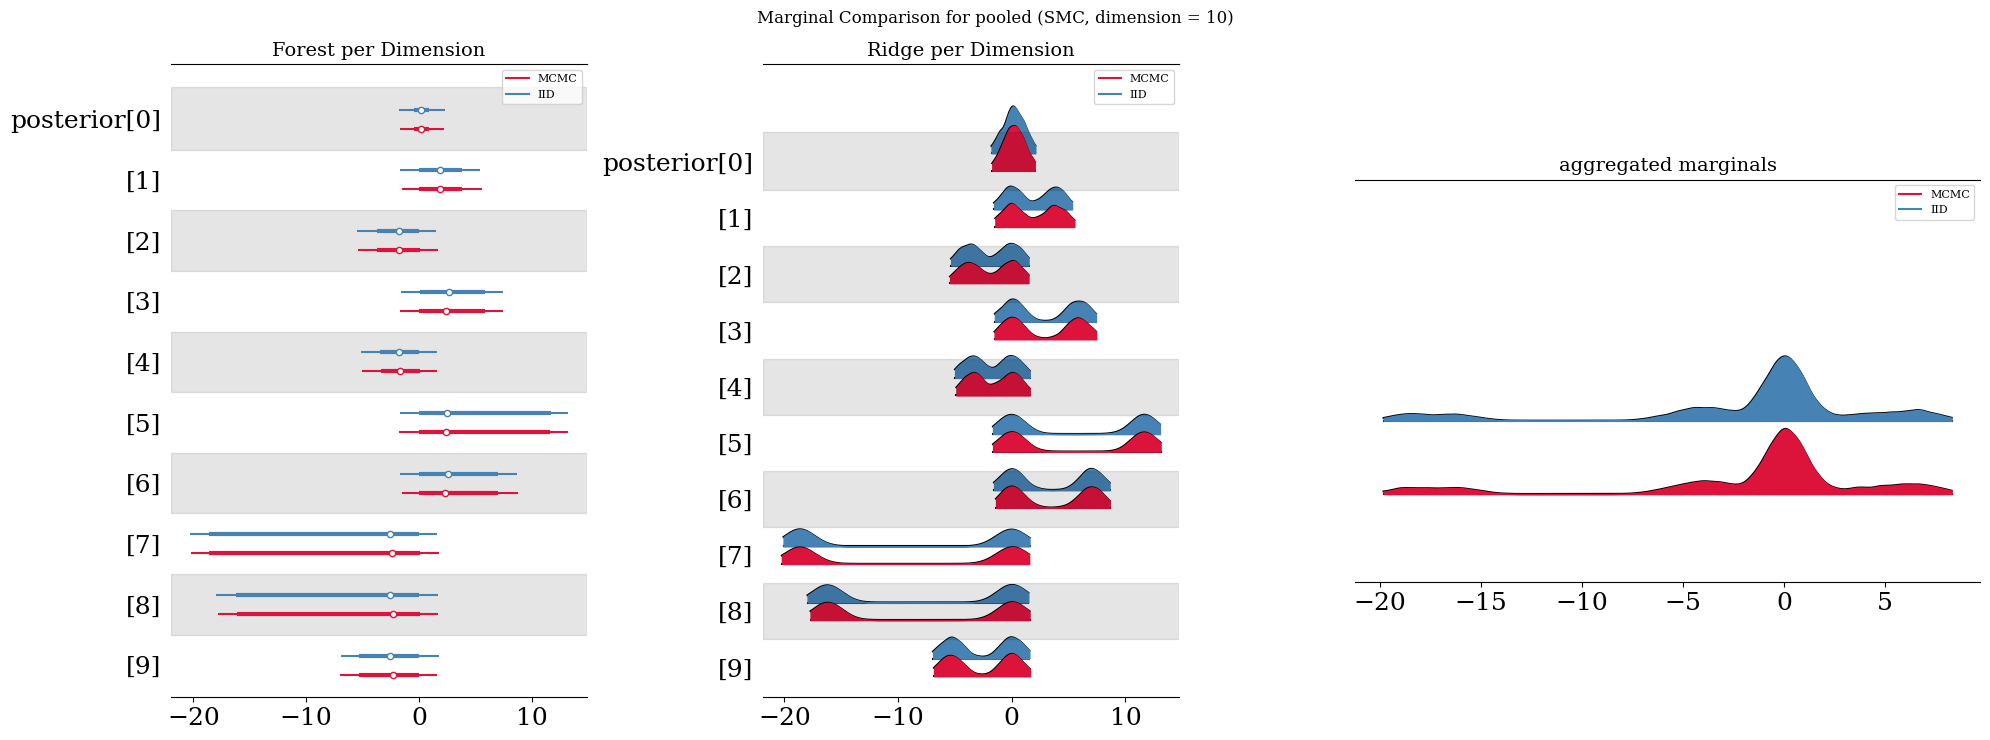 Marginal Comparison for pooled (SMC, dimension = 10)
Forest per Dimension
MCMC
IID
posterior[0]
[1]
[2]
[3]
[4]
[5]
[6]
[7]
[8]
[9]
−20 −10 0 10
Ridge per Dimension
MCMC
IID
posterior[0]
[1]
[2]
[3]
[4]
[5]
[6]
[7]
[8]
[9]
−20 −10 0 10
aggregated marginals
MCMC
IID
−20 −15 −10 −5 0 5